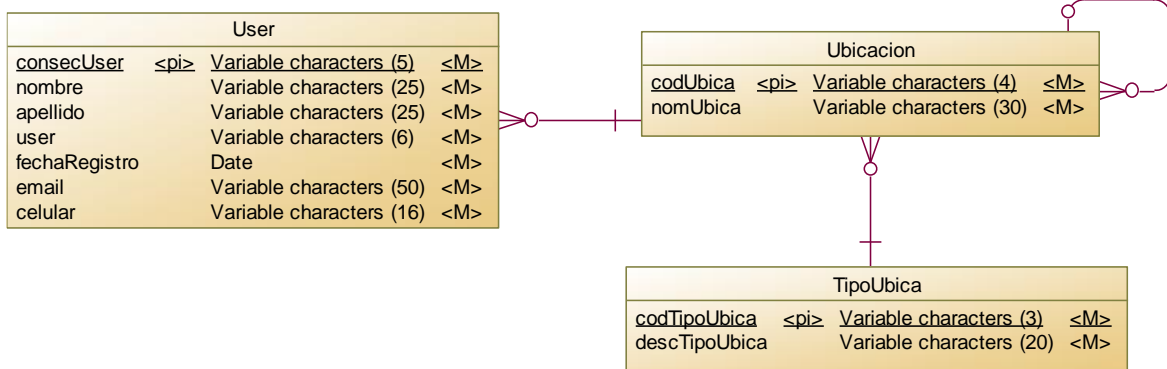 User
consecUser <pi> Variable characters (5) <M>
nombre Variable characters (25) <M>
apellido Variable characters (25) <M>
user Variable characters (6) <M>
fechaRegistro Date <M>
email Variable characters (50) <M>
celular Variable characters (16) <M>
Ubicacion
codUbica <pi> Variable characters (4) <M>
nomUbica Variable characters (30) <M>
TipoUbica
codTipoUbica <pi> Variable characters (3) <M>
descTipoUbica Variable characters (20) <M>